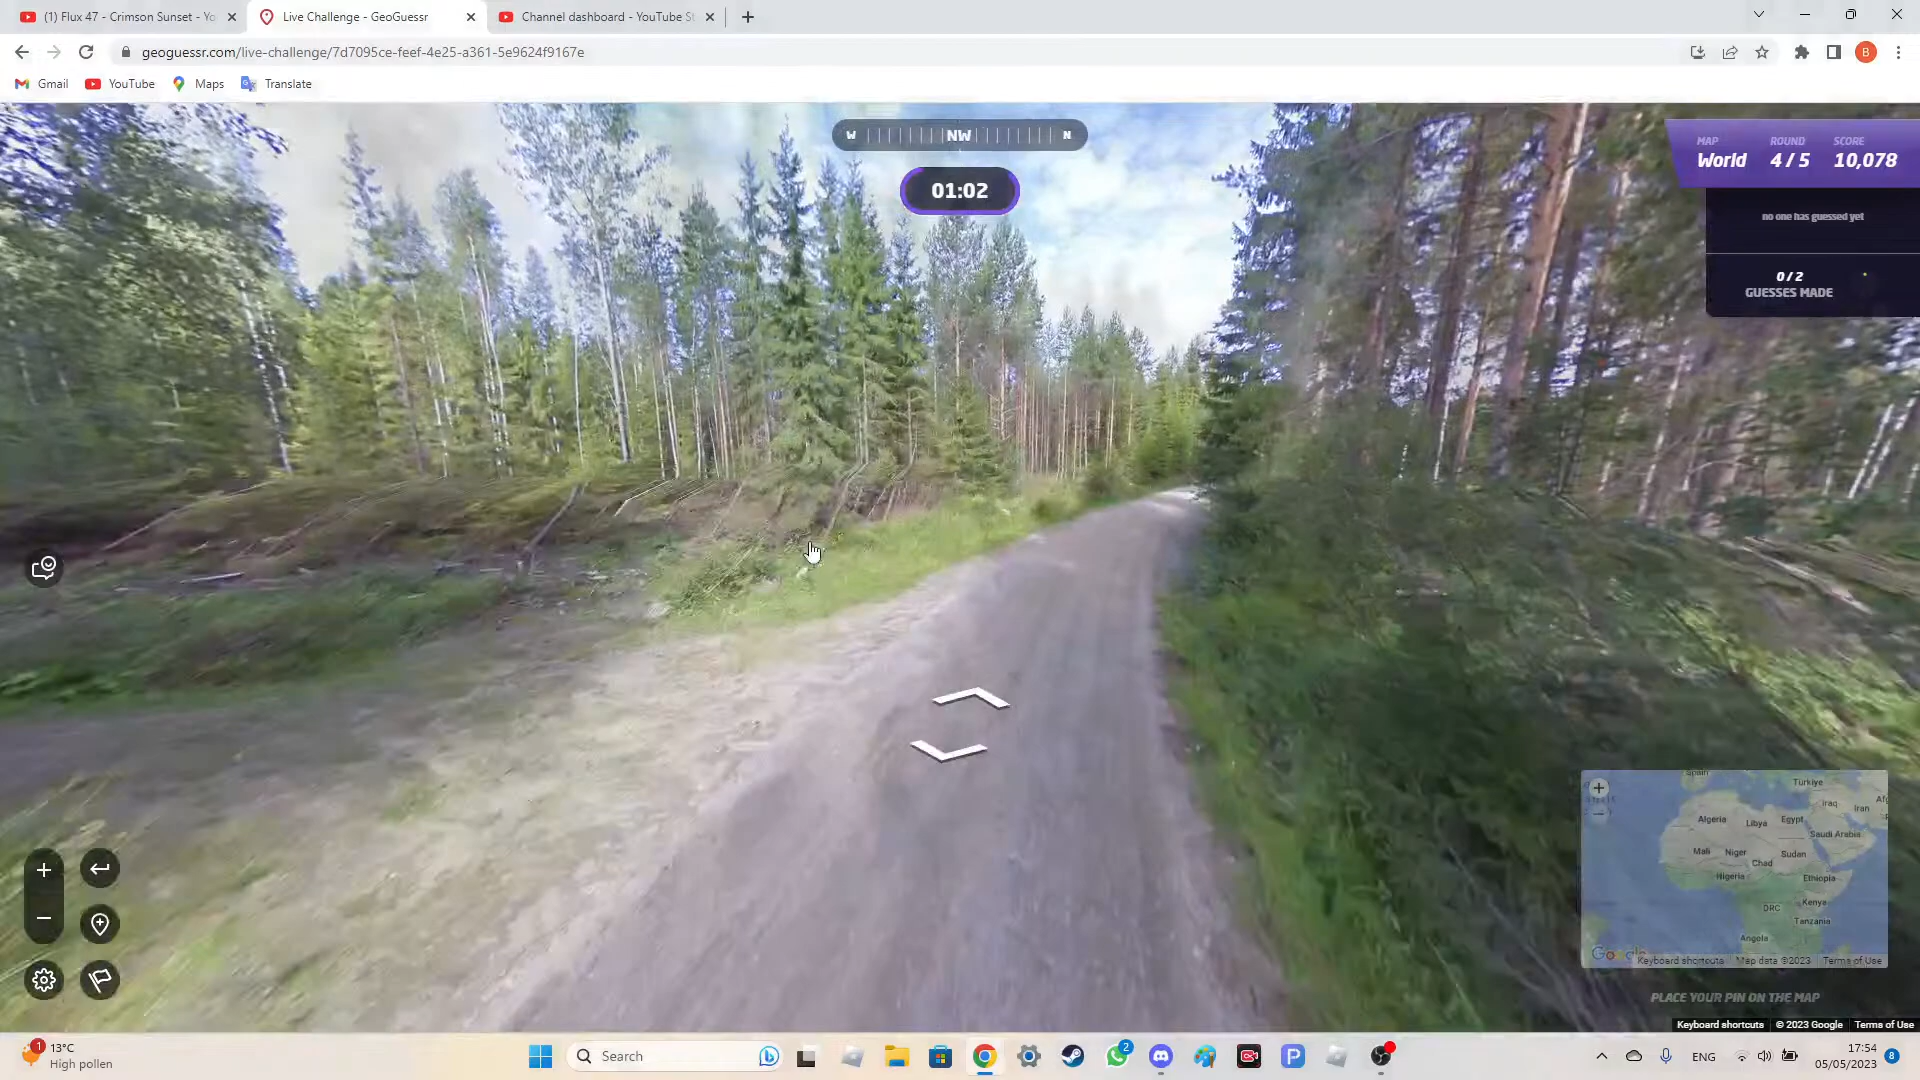 (1) Flux 47 - Crimson Sunset - Yo
Live Challenge - GeoGuessr
Channel dashboard - YouTube St
geoguessr.com/live-challenge/7d7095ce-feef-4e25-a361-5e9624f9167e
B
Gmail
YouTube
Maps
Translate
W NW N
01:02
MAP ROUND SCORE
World 4 / 5 10,078
no one has guessed yet
0 / 2
GUESSES MADE
Spain
Türkiye
Iraq
Iran
Algeria
Libya
Egypt
Saudi Arabia
Mali
Niger
Chad
Sudan
Nigeria
Ethiopia
Kenya
DRC
Tanzania
Angola
Google
Keyboard shortcuts Map data ©2023 Terms of Use
PLACE YOUR PIN ON THE MAP
Keyboard shortcuts © 2023 Google Terms of Use
1
13°C
High pollen
Search
2
ENG
17:54
05/05/2023
8